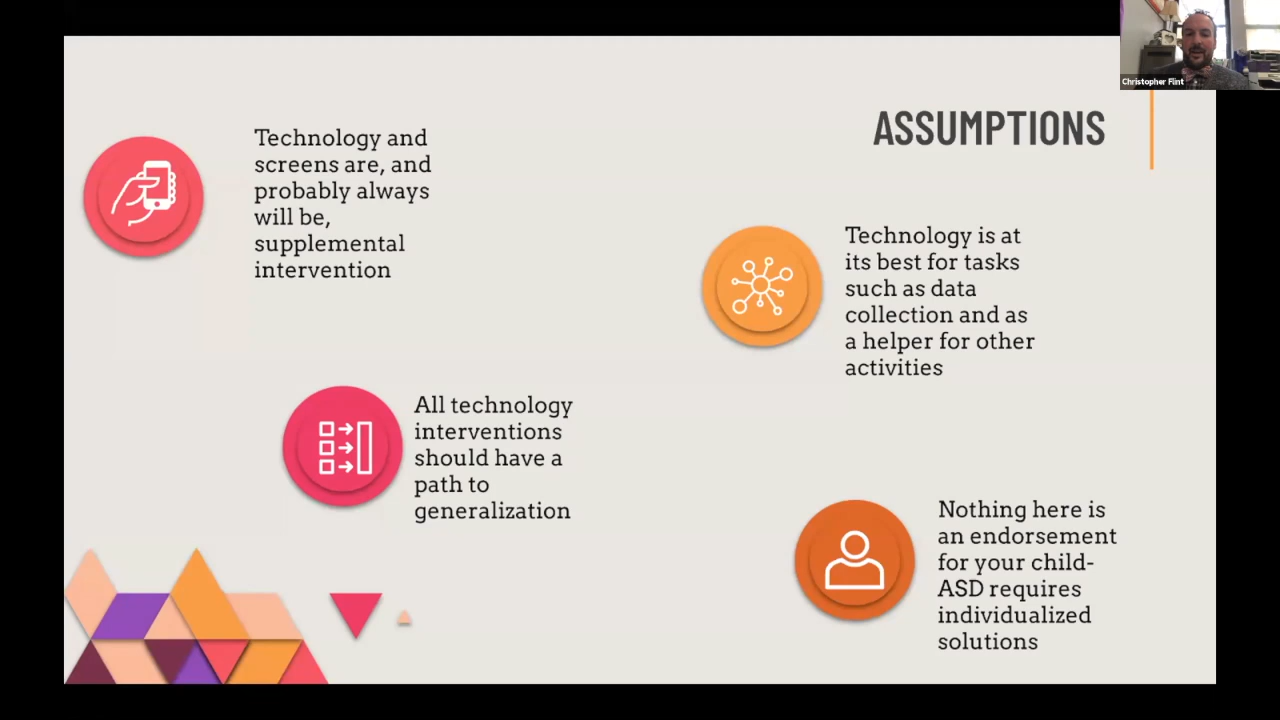 Christopher Flint
ASSUMPTIONS
Technology and
screens are, and
probably always
will be,
supplemental
intervention
Technology is at
its best for tasks
such as data
collection and as
a helper for other
activities
All technology
interventions
should have a
path to
generalization
Nothing here is
an endorsement
for your child-
ASD requires
individualized
solutions